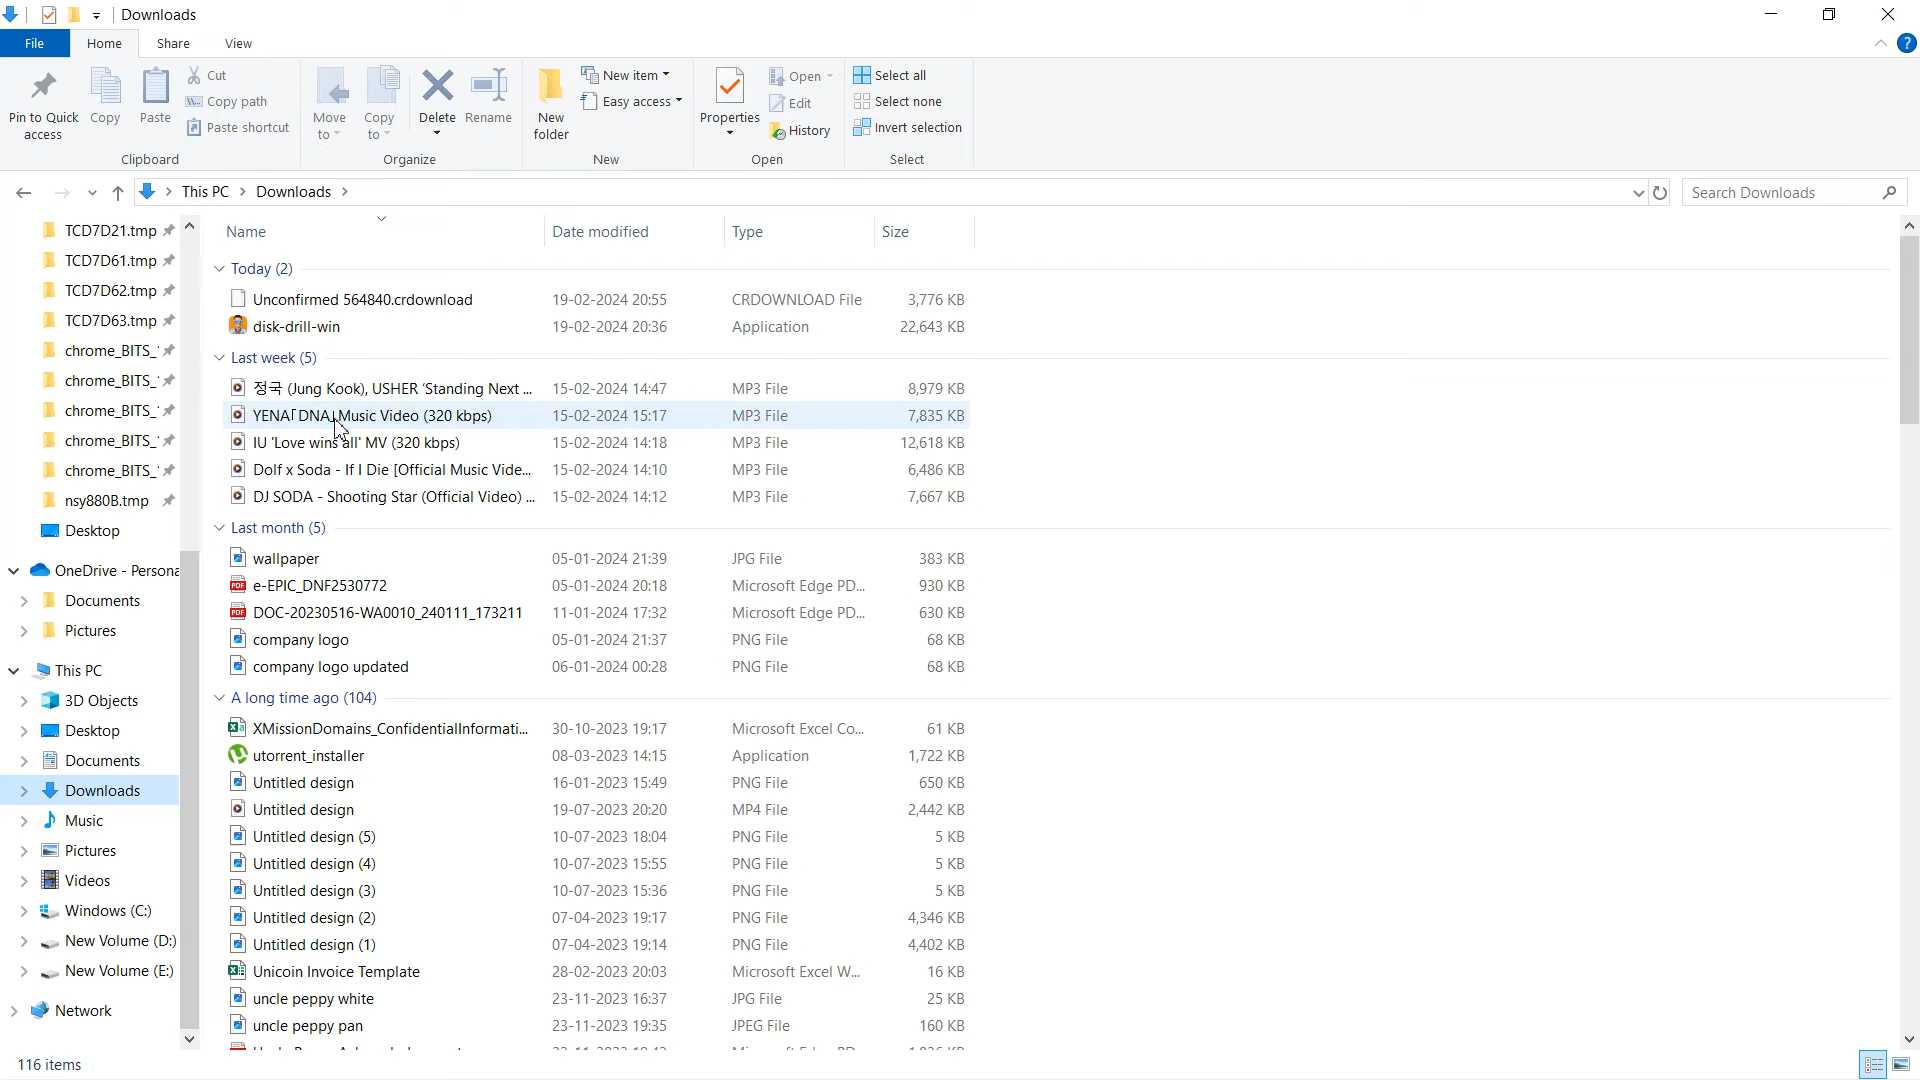 Downloads
File Home Share View
Pin to Quick access
Copy
Paste
Cut
Copy path
Paste shortcut
Clipboard
Move to
Copy to
Delete
Rename
Organize
New folder
New item
Easy access
New
Properties
Open
Edit
History
Open
Select all
Select none
Invert selection
Select
This PC Downloads
Search Downloads
TCD7D21.tmp
TCD7D61.tmp
TCD7D62.tmp
TCD7D63.tmp
chrome_BITS_
chrome_BITS_
chrome_BITS_
chrome_BITS_
chrome_BITS_
nsy880B.tmp
Desktop
OneDrive - Persona
Documents
Pictures
This PC
3D Objects
Desktop
Documents
Downloads
Music
Pictures
Videos
Windows (C:)
New Volume (D:)
New Volume (E:)
Network
Name Date modified Type Size
Today (2)
Unconfirmed 564840.crdownload 19-02-2024 20:55 CRDOWNLOAD File 3,776 KB
disk-drill-win 19-02-2024 20:36 Application 22,643 KB
Last week (5)
정국 (Jung Kook), USHER ‘Standing Next ... 15-02-2024 14:47 MP3 File 8,979 KB
YENA「DNA」Music Video (320 kbps) 15-02-2024 15:17 MP3 File 7,835 KB
IU 'Love wins all' MV (320 kbps) 15-02-2024 14:18 MP3 File 12,618 KB
Dolf x Soda - If I Die [Official Music Vide... 15-02-2024 14:10 MP3 File 6,486 KB
DJ SODA - Shooting Star (Official Video) ... 15-02-2024 14:12 MP3 File 7,667 KB
Last month (5)
wallpaper 05-01-2024 21:39 JPG File 383 KB
e-EPIC_DNF2530772 05-01-2024 20:18 Microsoft Edge PD... 930 KB
DOC-20230516-WA0010_240111_173211 11-01-2024 17:32 Microsoft Edge PD... 630 KB
company logo 05-01-2024 21:37 PNG File 68 KB
company logo updated 06-01-2024 00:28 PNG File 68 KB
A long time ago (104)
XMissionDomains_ConfidentialInformati... 30-10-2023 19:17 Microsoft Excel Co... 61 KB
utorrent_installer 08-03-2023 14:15 Application 1,722 KB
Untitled design 16-01-2023 15:49 PNG File 650 KB
Untitled design 19-07-2023 20:20 MP4 File 2,442 KB
Untitled design (5) 10-07-2023 18:04 PNG File 5 KB
Untitled design (4) 10-07-2023 15:55 PNG File 5 KB
Untitled design (3) 10-07-2023 15:36 PNG File 5 KB
Untitled design (2) 07-04-2023 19:17 PNG File 4,346 KB
Untitled design (1) 07-04-2023 19:14 PNG File 4,402 KB
Unicoin Invoice Template 28-02-2023 20:03 Microsoft Excel W... 16 KB
uncle peppy white 23-11-2023 16:37 JPG File 25 KB
uncle peppy pan 23-11-2023 19:35 JPEG File 160 KB
116 items